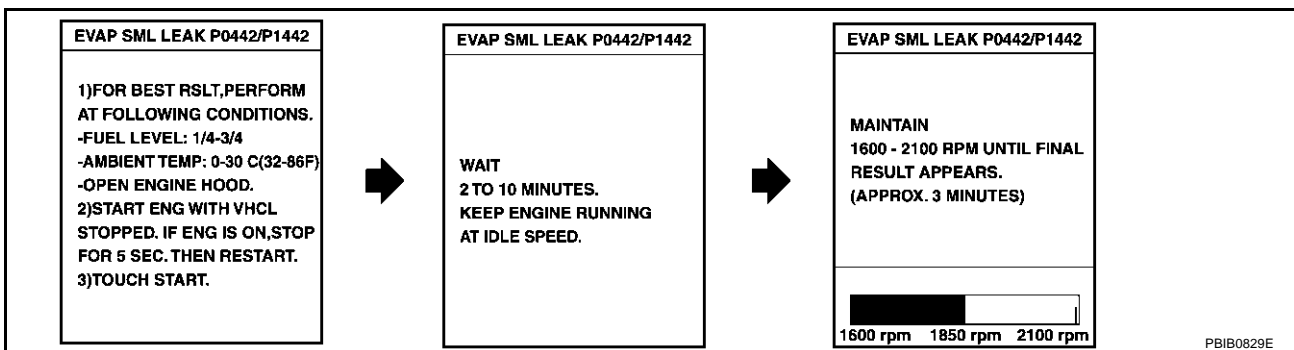 EVAP SML LEAK P0442/P1442
1)FOR BEST RSLT,PERFORM
AT FOLLOWING CONDITIONS.
-FUEL LEVEL: 1/4-3/4
-AMBIENT TEMP: 0-30 C(32-86F)
-OPEN ENGINE HOOD.
2)START ENG WITH VHCL
STOPPED. IF ENG IS ON,STOP
FOR 5 SEC. THEN RESTART.
3)TOUCH START.
EVAP SML LEAK P0442/P1442
WAIT
2 TO 10 MINUTES.
KEEP ENGINE RUNNING
AT IDLE SPEED.
EVAP SML LEAK P0442/P1442
MAINTAIN
1600 - 2100 RPM UNTIL FINAL
RESULT APPEARS.
(APPROX. 3 MINUTES)
1600 rpm 1850 rpm 2100 rpm
PBIB0829E